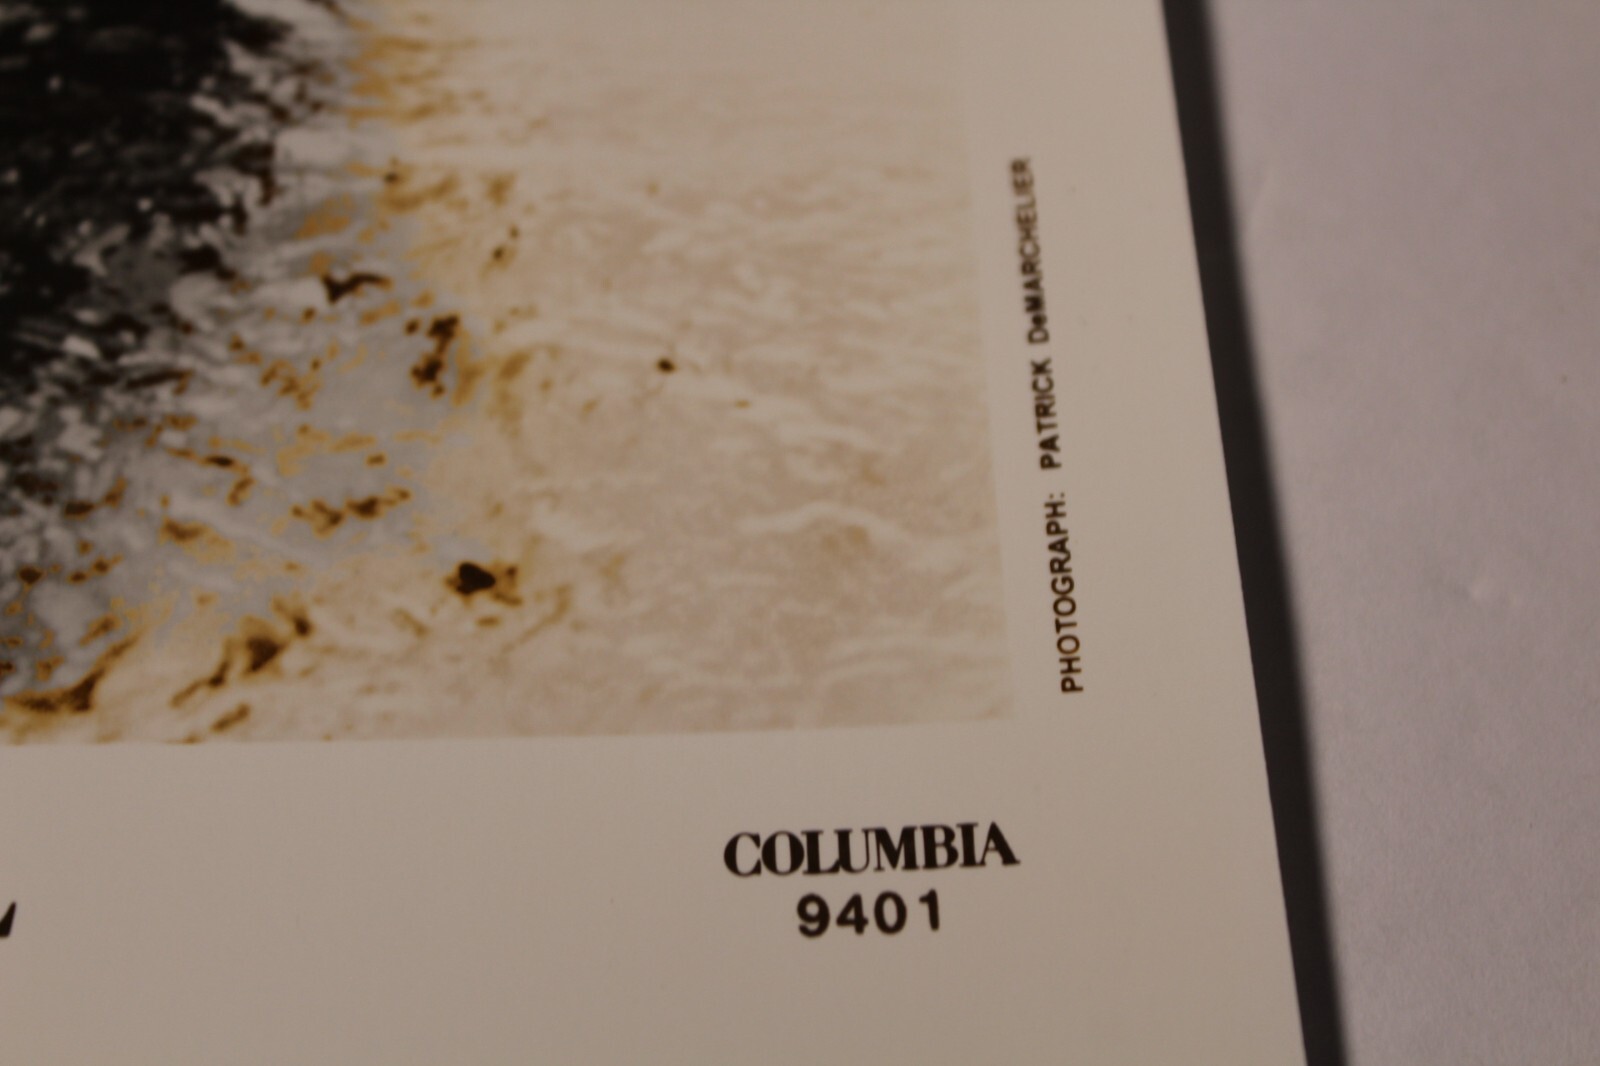 PHOTOGRAPH: PATRICK DeMARCHELIER
COLUMBIA
9401